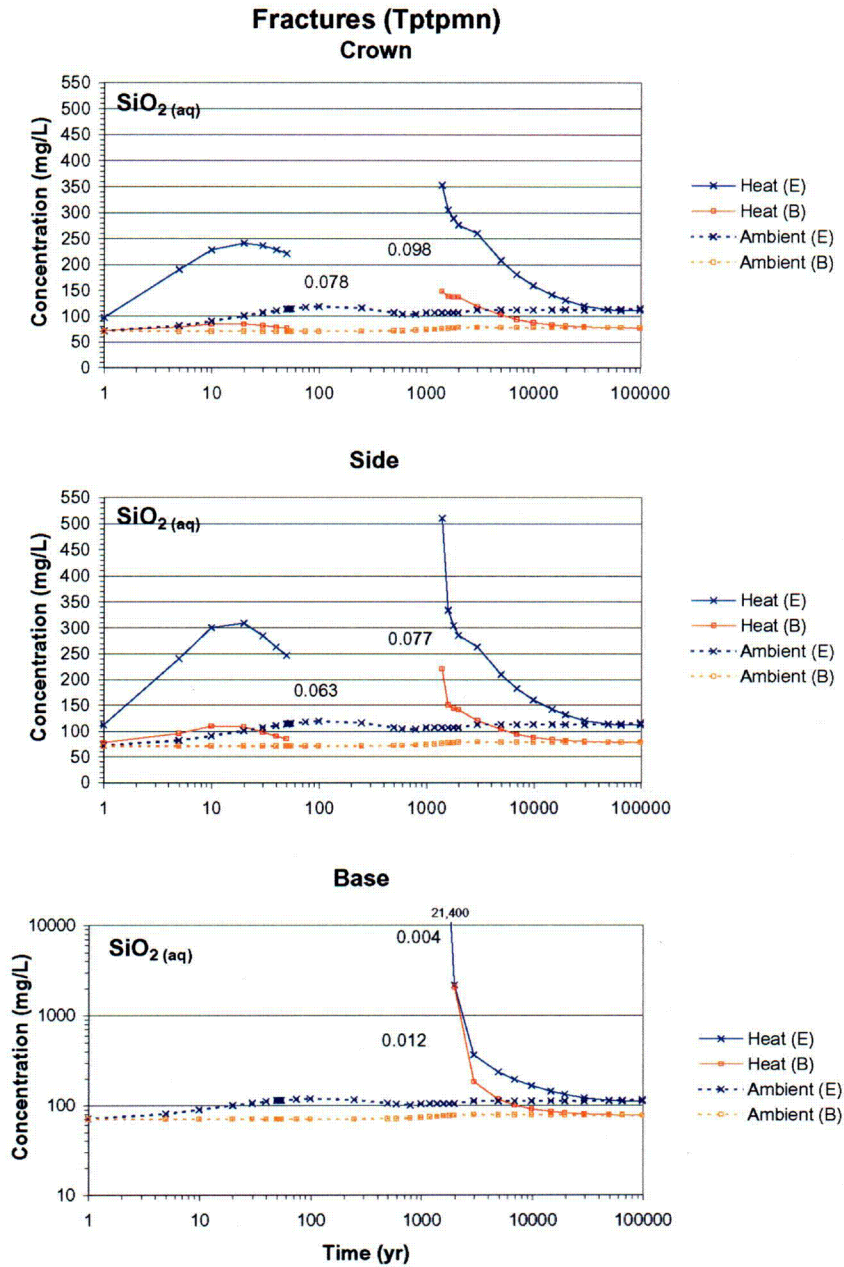 Fractures (Tptpmn)
Crown
SiO2 (aq)
Concentration (mg/L)
550
500
450
400
350
300
250
200
150
100
50
0
0.098
0.078
1 10 100 1000 10000 100000
Heat (E)
Heat (B)
Ambient (E)
Ambient (B)
Side
SiO2 (aq)
Concentration (mg/L)
550
500
450
400
350
300
250
200
150
100
50
0
0.077
0.063
1 10 100 1000 10000 100000
Heat (E)
Heat (B)
Ambient (E)
Ambient (B)
Base
21,400
SiO2 (aq)
Concentration (mg/L)
10000
1000
100
10
0.004
0.012
1 10 100 1000 10000 100000
Time (yr)
Heat (E)
Heat (B)
Ambient (E)
Ambient (B)